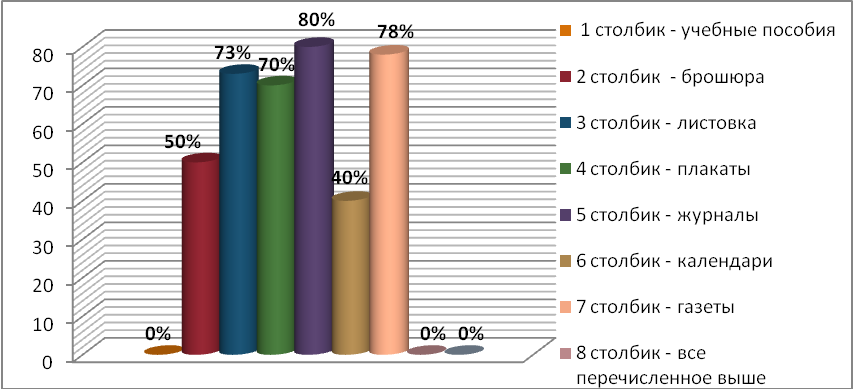 80%
78%
73%
70%
50%
40%
0%
0%
0%
80
70
60
50
40
30
20
10
0
1 столбик - учебные пособия
2 столбик - брошюра
3 столбик - листовка
4 столбик - плакаты
5 столбик - журналы
6 столбик - календари
7 столбик - газеты
8 столбик - все
перечисленное выше